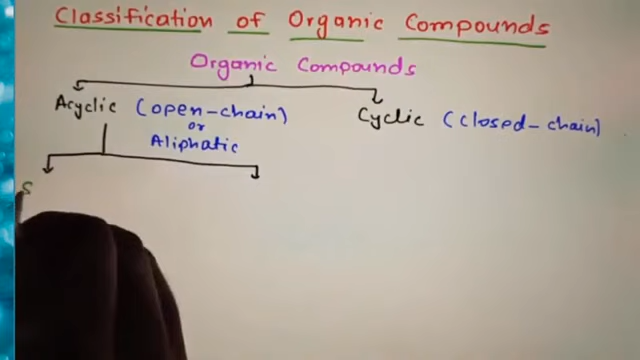 Classification of Organic Compounds
Organic Compounds
Acyclic (open-chain)
or
Aliphatic
Cyclic (closed-chain)
S